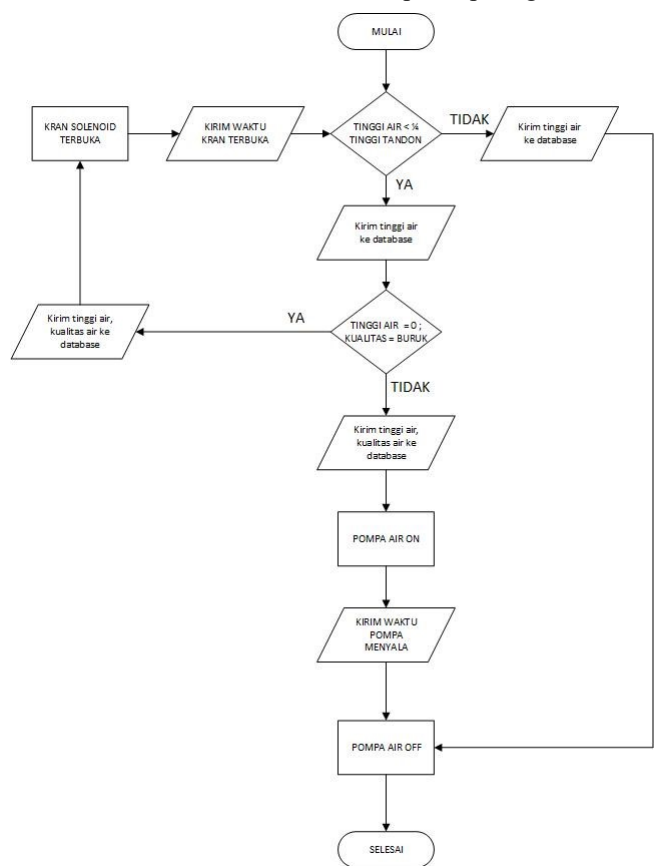 MULAI
KRAN SOLENOID
TERBUKA
KIRIM WAKTU
KRAN TERBUKA
TINGGI AIR < ¼
TINGGI TANDON
TIDAK
Kirim tinggi air
ke database
YA
Kirim tinggi air
ke database
Kirim tinggi air,
kualitas air ke
database
YA
TINGGI AIR = 0 ;
KUALITAS = BURUK
TIDAK
Kirim tinggi air,
kualitas air ke
database
POMPA AIR ON
KIRIM WAKTU
POMPA
MENYALA
POMPA AIR OFF
SELESAI